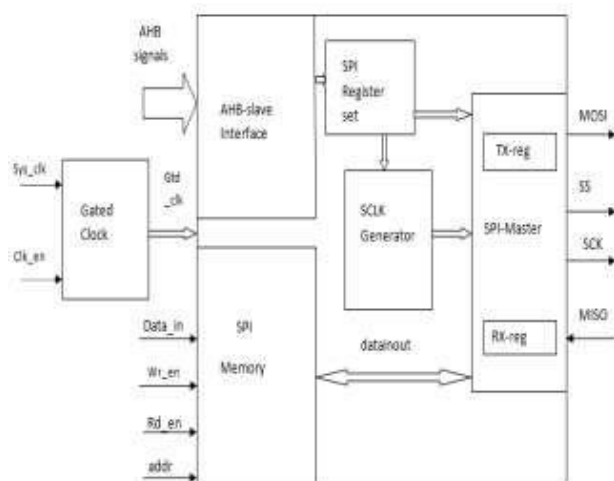 AHB
signals
AHB-slave
Interface
SPI
Register
set
MOSI
TX-reg
Sys_clk
Gtd
_clk
Gated
Clock
SCLK
Generator
SPI-Master
SS
SCK
Clk_en
MISO
RX-reg
Data_in
SPI
Memory
datainout
Wr_en
Rd_en
addr